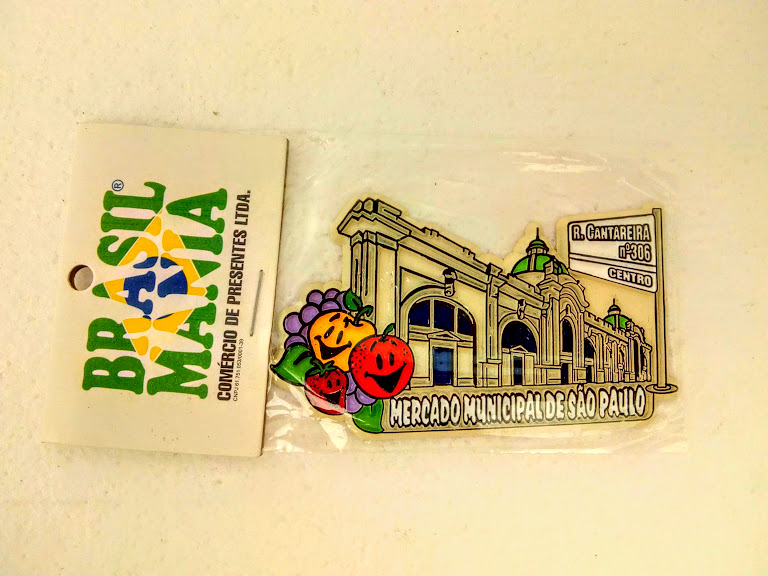 BRASIL ®
MANIA
COMÉRCIO DE PRESENTES LTDA.
R. CANTAREIRA
nº306
CENTRO
MERCADO MUNICIPAL DE SÃO PAULO